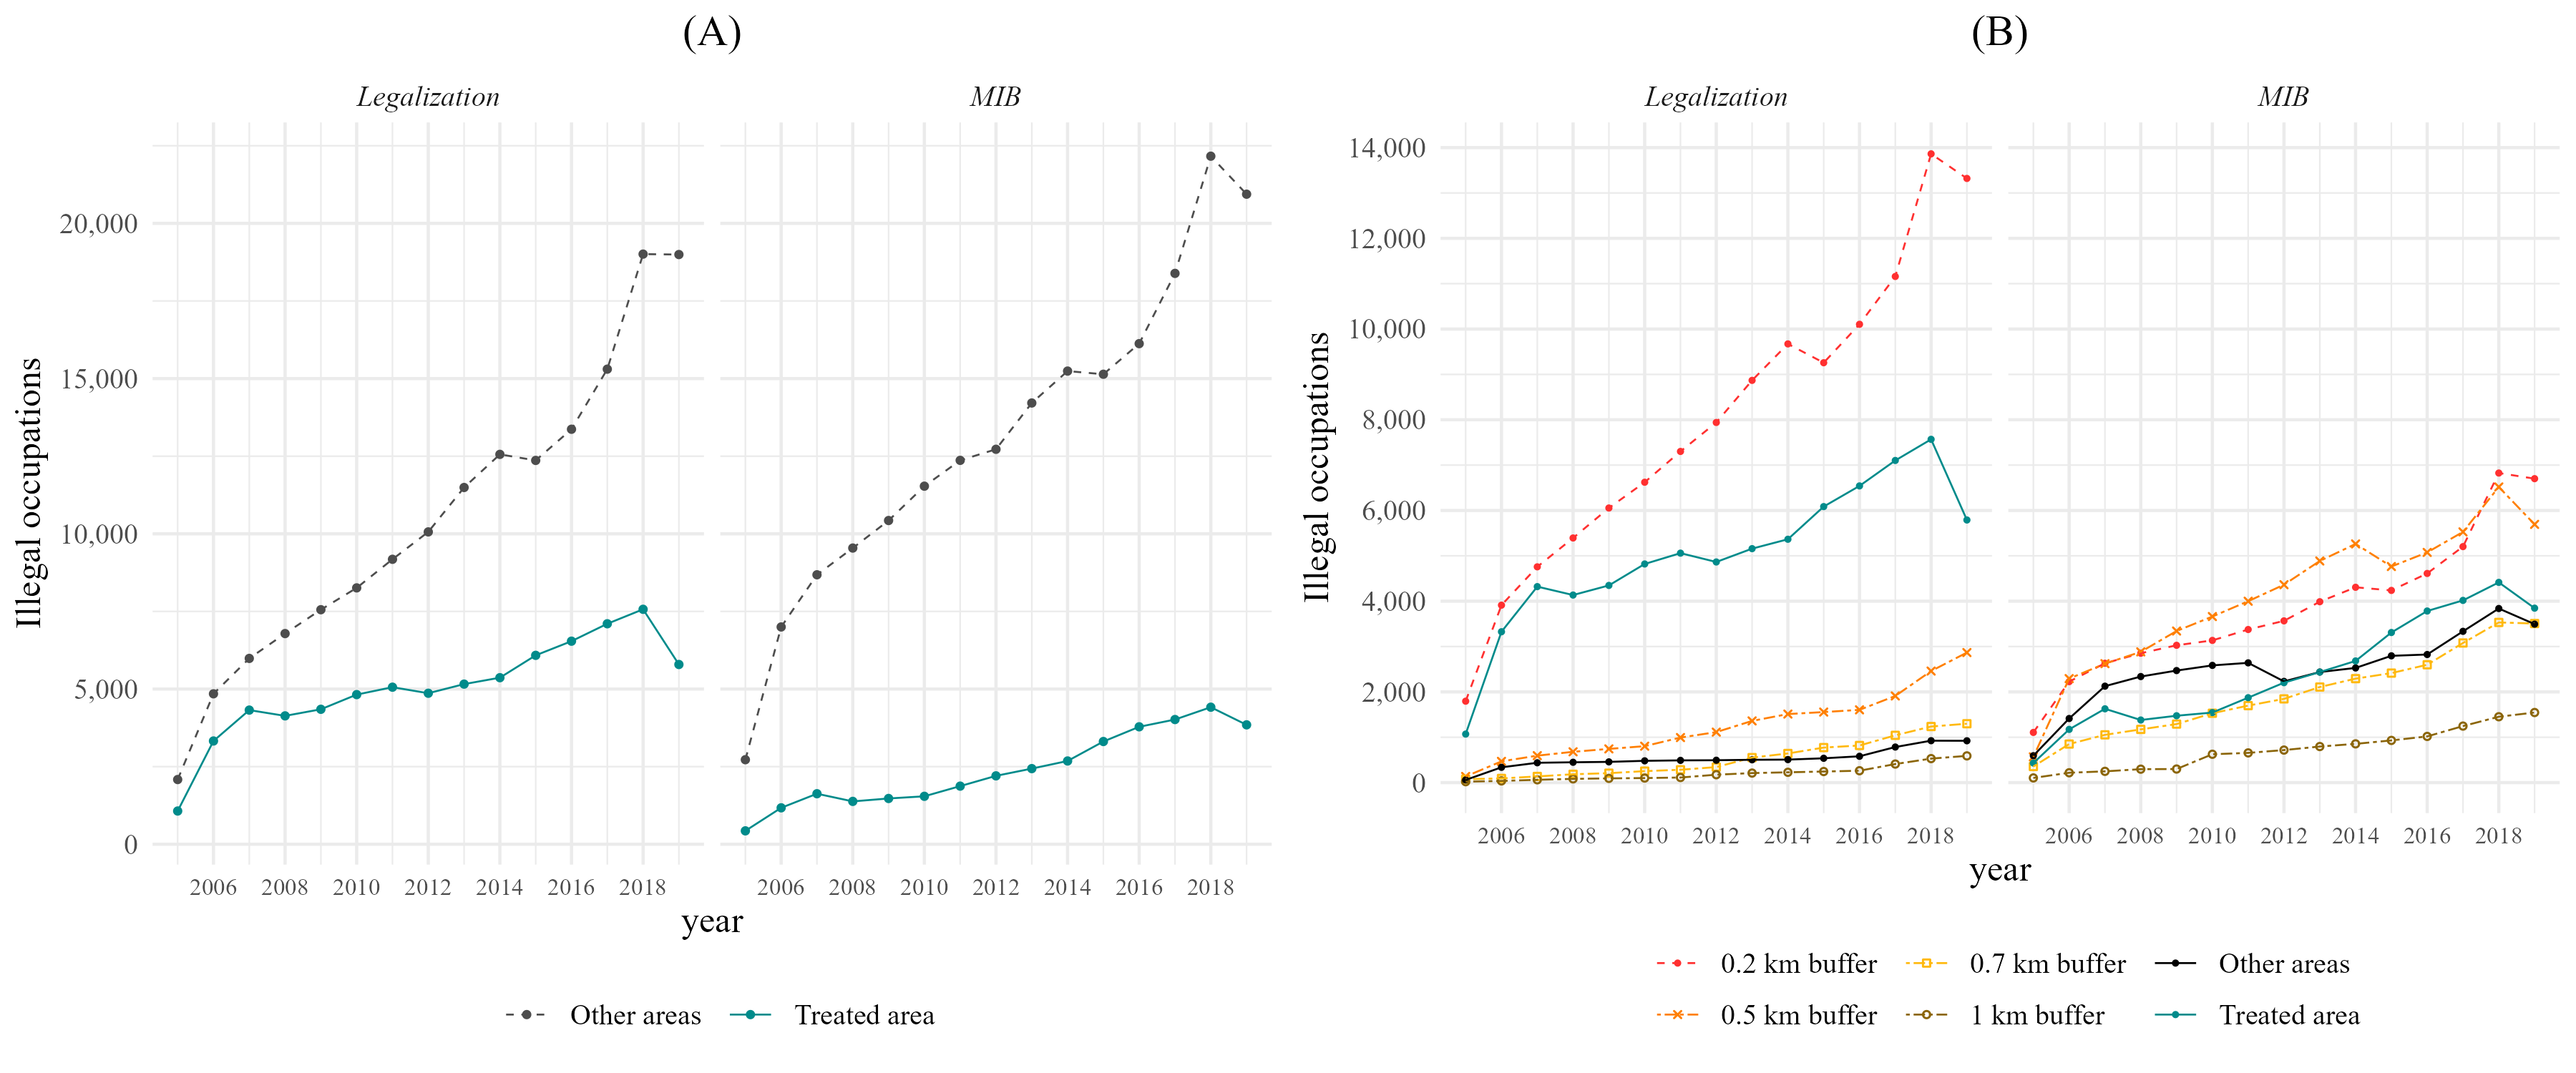 (A)
Legalization
MIB
Illegal occupations
20,000
15,000
10,000
5,000
0
2006 2008 2010 2012 2014 2016 2018
2006 2008 2010 2012 2014 2016 2018
year
Other areas
Treated area
(B)
Legalization
MIB
Illegal occupations
14,000
12,000
10,000
8,000
6,000
4,000
2,000
0
2006 2008 2010 2012 2014 2016 2018
2006 2008 2010 2012 2014 2016 2018
year
0.2 km buffer
0.7 km buffer
Other areas
0.5 km buffer
1 km buffer
Treated area